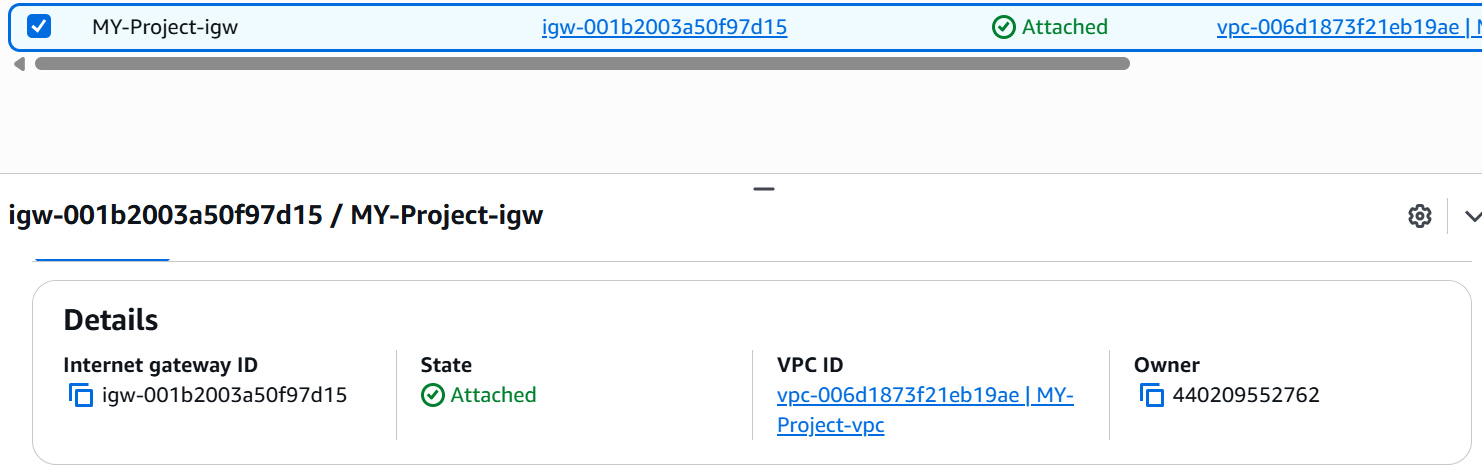 MY-Project-igw igw-001b2003a50f97d15 Attached vpc-006d1873f21eb19ae |
igw-001b2003a50f97d15 / MY-Project-igw
Details
Internet gateway ID State VPC ID Owner
igw-001b2003a50f97d15 Attached vpc-006d1873f21eb19ae | MY- 440209552762
Project-vpc